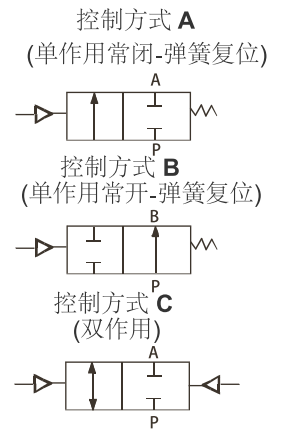 控制方式 A
(单作用常闭-弹簧复位)
A
P
控制方式 B
(单作用常开-弹簧复位)
B
P
控制方式 C
(双作用)
A
P